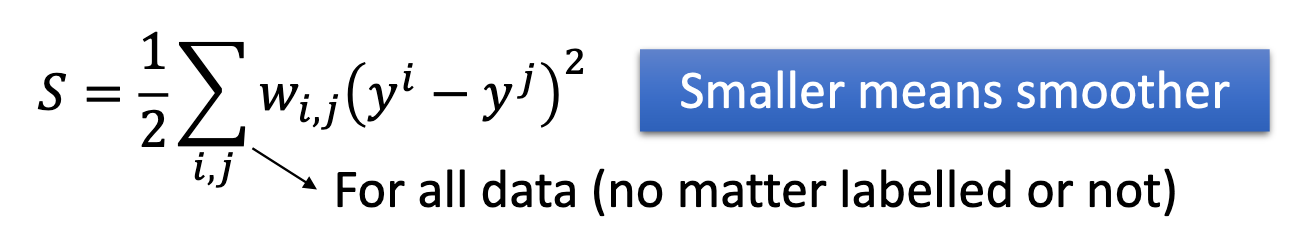 S = 1/2 ∑_{i,j} w_{i,j}(y^i − y^j)^2
Smaller means smoother
For all data (no matter labelled or not)